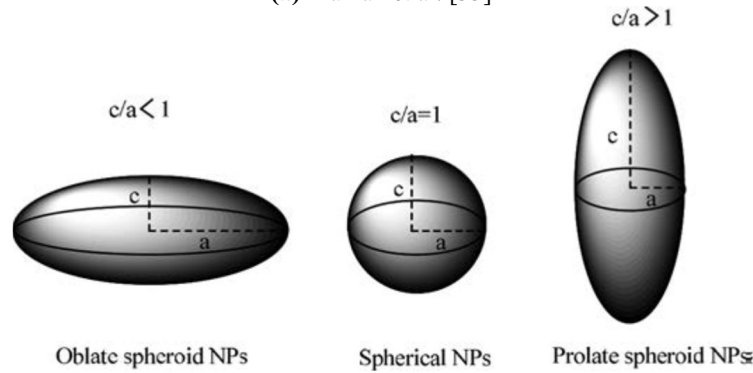 c/a>1
c/a<1
c/a=1
c
a
c
a
c
a
Oblate spheroid NPs
Spherical NPs
Prolate spheroid NPs